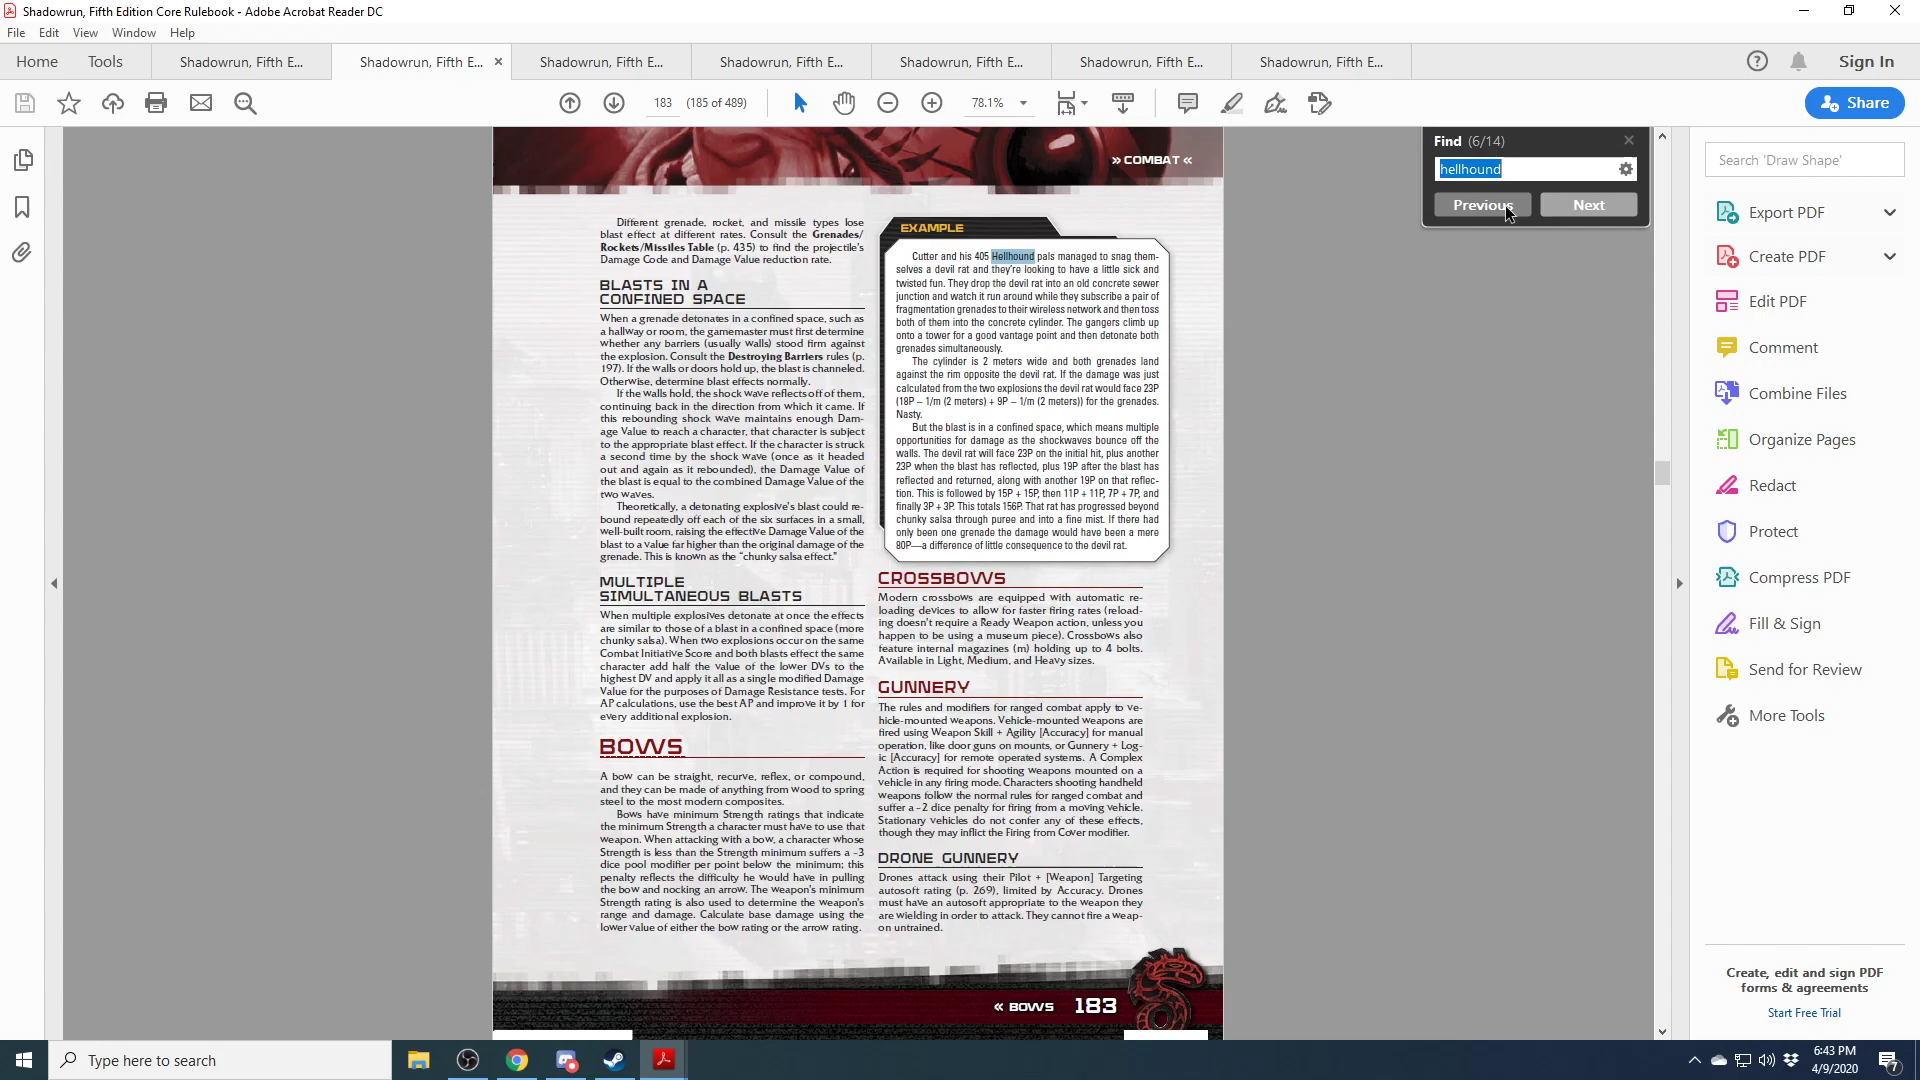 Shadowrun, Fifth Edition Core Rulebook - Adobe Acrobat Reader DC
File Edit View Window Help
Home Tools Shadowrun, Fifth E... Shadowrun, Fifth E... Shadowrun, Fifth E... Shadowrun, Fifth E... Shadowrun, Fifth E... Shadowrun, Fifth E... Shadowrun, Fifth E... Sign In
183 (185 of 489) 78.1% Share
Find (6/14)
hellhound
Previous Next
» COMBAT «
Different grenade, rocket, and missile types lose
blast effect at different rates. Consult the Grenades/
Rockets/Missiles Table (p. 435) to find the projectile's
Damage Code and Damage Value reduction rate.
BLASTS IN A
CONFINED SPACE
When a grenade detonates in a confined space, such as
a hallway or room, the gamemaster must first determine
whether any barriers (usually walls) stood firm against
the explosion. Consult the Destroying Barriers rules (p.
197). If the walls or doors hold up, the blast is channeled.
Otherwise, determine blast effects normally.
If the walls hold, the shock wave reflects off of them,
continuing back in the direction from which it came. If
this rebounding shock wave maintains enough Dam-
age Value to reach a character, that character is subject
to the appropriate blast effect. If the character is struck
a second time by the shock wave (once as it headed
out and again as it rebounded), the Damage Value of
the blast is equal to the combined Damage Value of the
two waves.
Theoretically, a detonating explosive's blast could re-
bound repeatedly off each of the six surfaces in a small,
well-built room, raising the effective Damage Value of the
blast to a value far higher than the original damage of the
grenade. This is known as the "chunky salsa effect."
MULTIPLE
SIMULTANEOUS BLASTS
When multiple explosives detonate at once the effects
are similar to those of a blast in a confined space (more
chunky salsa). When two explosions occur on the same
Combat Initiative Score and both blasts effect the same
character add half the value of the lower DVs to the
highest DV and apply it all as a single modified Damage
Value for the purposes of Damage Resistance tests. For
AP calculations, use the best AP and improve it by 1 for
every additional explosion.
BOWS
A bow can be straight, recurve, reflex, or compound,
and they can be made of anything from wood to spring
steel to the most modern composites.
Bows have minimum Strength ratings that indicate
the minimum Strength a character must have to use that
weapon. When attacking with a bow, a character whose
Strength is less than the Strength minimum suffers a -3
dice pool modifier per point below the minimum; this
penalty reflects the difficulty he would have in pulling
the bow and nocking an arrow. The weapon's minimum
Strength rating is also used to determine the weapon's
range and damage. Calculate base damage using the
lower value of either the bow rating or the arrow rating.
EXAMPLE
Cutter and his 405 Hellhound pals managed to snag them-
selves a devil rat and they're looking to have a little sick and
twisted fun. They drop the devil rat into an old concrete sewer
junction and watch it run around while they subscribe a pair of
fragmentation grenades to their wireless network and then toss
both of them into the concrete cylinder. The gangers climb up
onto a tower for a good vantage point and then detonate both
grenades simultaneously.
The cylinder is 2 meters wide and both grenades land
against the rim opposite the devil rat. If the damage was just
calculated from the two explosions the devil rat would face 23P
(18P – 1/m (2 meters) + 9P – 1/m (2 meters)) for the grenades.
Nasty.
But the blast is in a confined space, which means multiple
opportunities for damage as the shockwaves bounce off the
walls. The devil rat will face 23P on the initial hit, plus another
23P when the blast has reflected, plus 19P after the blast has
reflected and returned, along with another 19P on that reflec-
tion. This is followed by 15P + 15P, then 11P + 11P, 7P + 7P, and
finally 3P + 3P. This totals 156P. That rat has progressed beyond
chunky salsa through puree and into a fine mist. If there had
only been one grenade the damage would have been a mere
80P—a difference of little consequence to the devil rat.
CROSSBOWS
Modern crossbows are equipped with automatic re-
loading devices to allow for faster firing rates (reload-
ing doesn't require a Ready Weapon action, unless you
happen to be using a museum piece). Crossbows also
feature internal magazines (m) holding up to 4 bolts.
Available in Light, Medium, and Heavy sizes.
GUNNERY
The rules and modifiers for ranged combat apply to ve-
hicle-mounted weapons. Vehicle-mounted weapons are
fired using Weapon Skill + Agility [Accuracy] for manual
operation, like door guns on mounts, or Gunnery + Log-
ic [Accuracy] for remote operated systems. A Complex
Action is required for shooting weapons mounted on a
vehicle in any firing mode. Characters shooting handheld
weapons follow the normal rules for ranged combat and
suffer a -2 dice penalty for firing from a moving vehicle.
Stationary vehicles do not confer any of these effects,
though they may inflict the Firing from Cover modifier.
DRONE GUNNERY
Drones attack using their Pilot + [Weapon] Targeting
autosoft rating (p. 269), limited by Accuracy. Drones
must have an autosoft appropriate to the weapon they
are wielding in order to attack. They cannot fire a weap-
on untrained.
« BOWS 183
Search 'Draw Shape'
Export PDF
Create PDF
Edit PDF
Comment
Combine Files
Organize Pages
Redact
Protect
Compress PDF
Fill & Sign
Send for Review
More Tools
Create, edit and sign PDF
forms & agreements
Start Free Trial
Type here to search
6:43 PM
4/9/2020
7